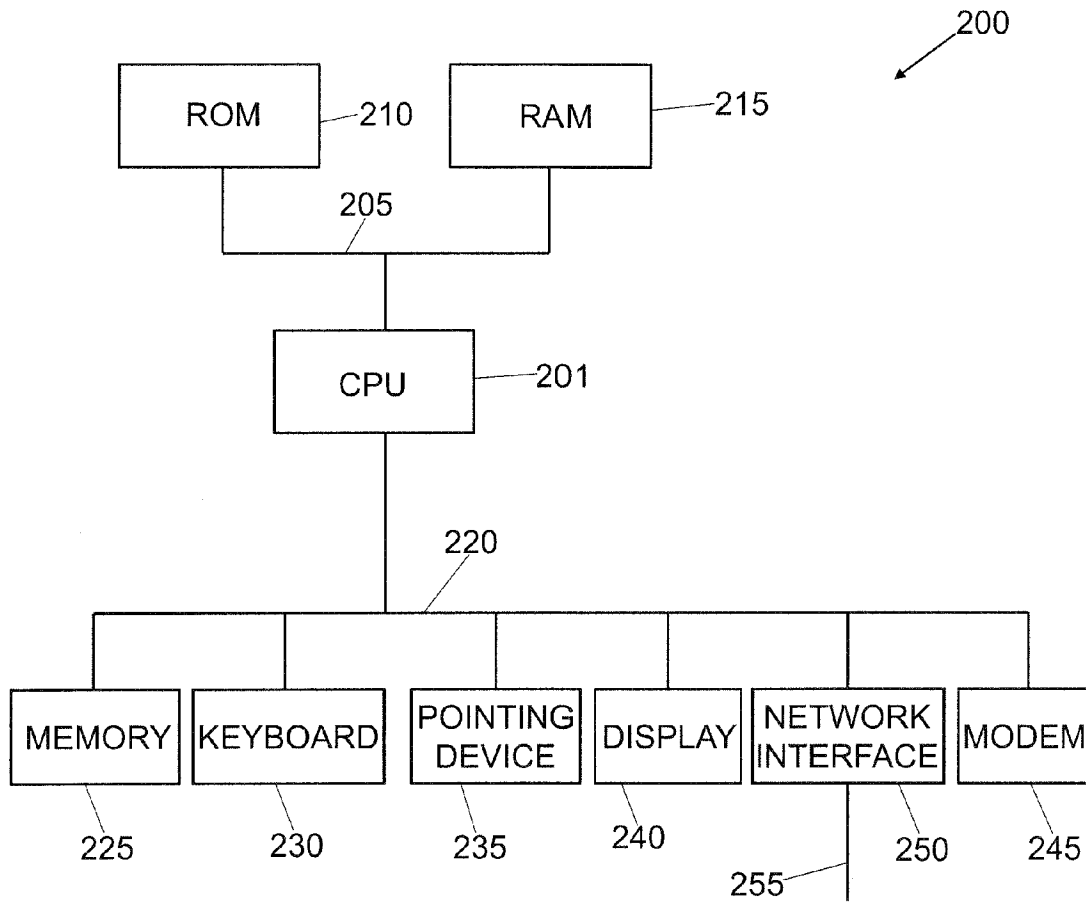 200
ROM
210
RAM
215
205
CPU
201
220
MEMORY
KEYBOARD
POINTING
DEVICE
DISPLAY
NETWORK
INTERFACE
MODEM
225
230
235
240
255
250
245